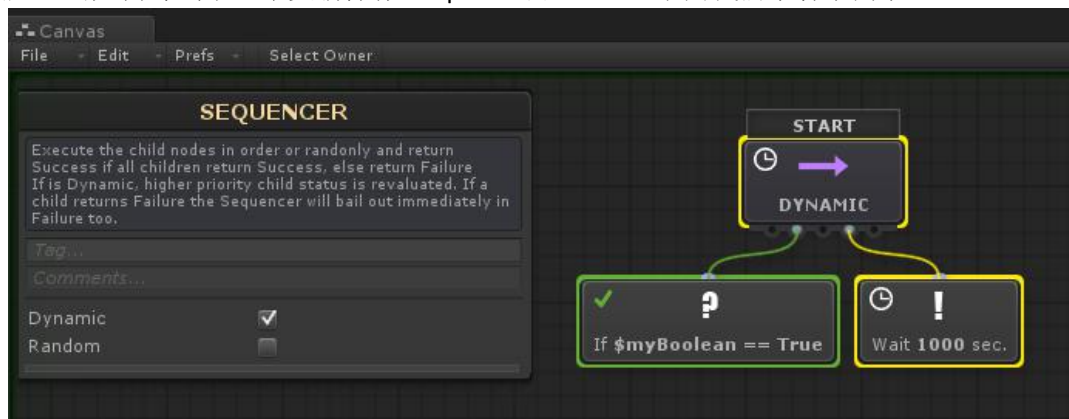 Canvas
File Edit Prefs Select Owner
SEQUENCER
Execute the child nodes in order or randonly and return
Success if all children return Success, else return Failure
If is Dynamic, higher priority child status is revaluated. If a
child returns Failure the Sequencer will bail out immediately in
Failure too.
Tag...
Comments...
Dynamic
Random
START
DYNAMIC
?
If $myBoolean == True
!
Wait 1000 sec.